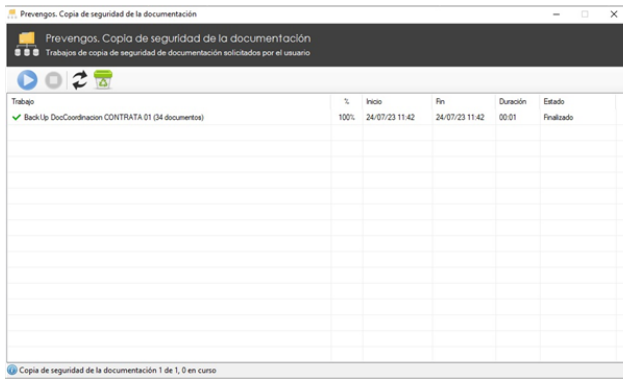 Prevengos. Copia de seguridad de la documentación
Prevengos. Copia de seguridad de la documentación
Trabajos de copia de seguridad de documentación solicitados por el usuario
Trabajo % Inicio Fin Duración Estado
BackUp DocCoordinacion CONTRATA 01 (34 documentos) 100% 24/07/23 11:42 24/07/23 11:42 00:01 Finalizado
Copia de seguridad de la documentación 1 de 1, 0 en curso